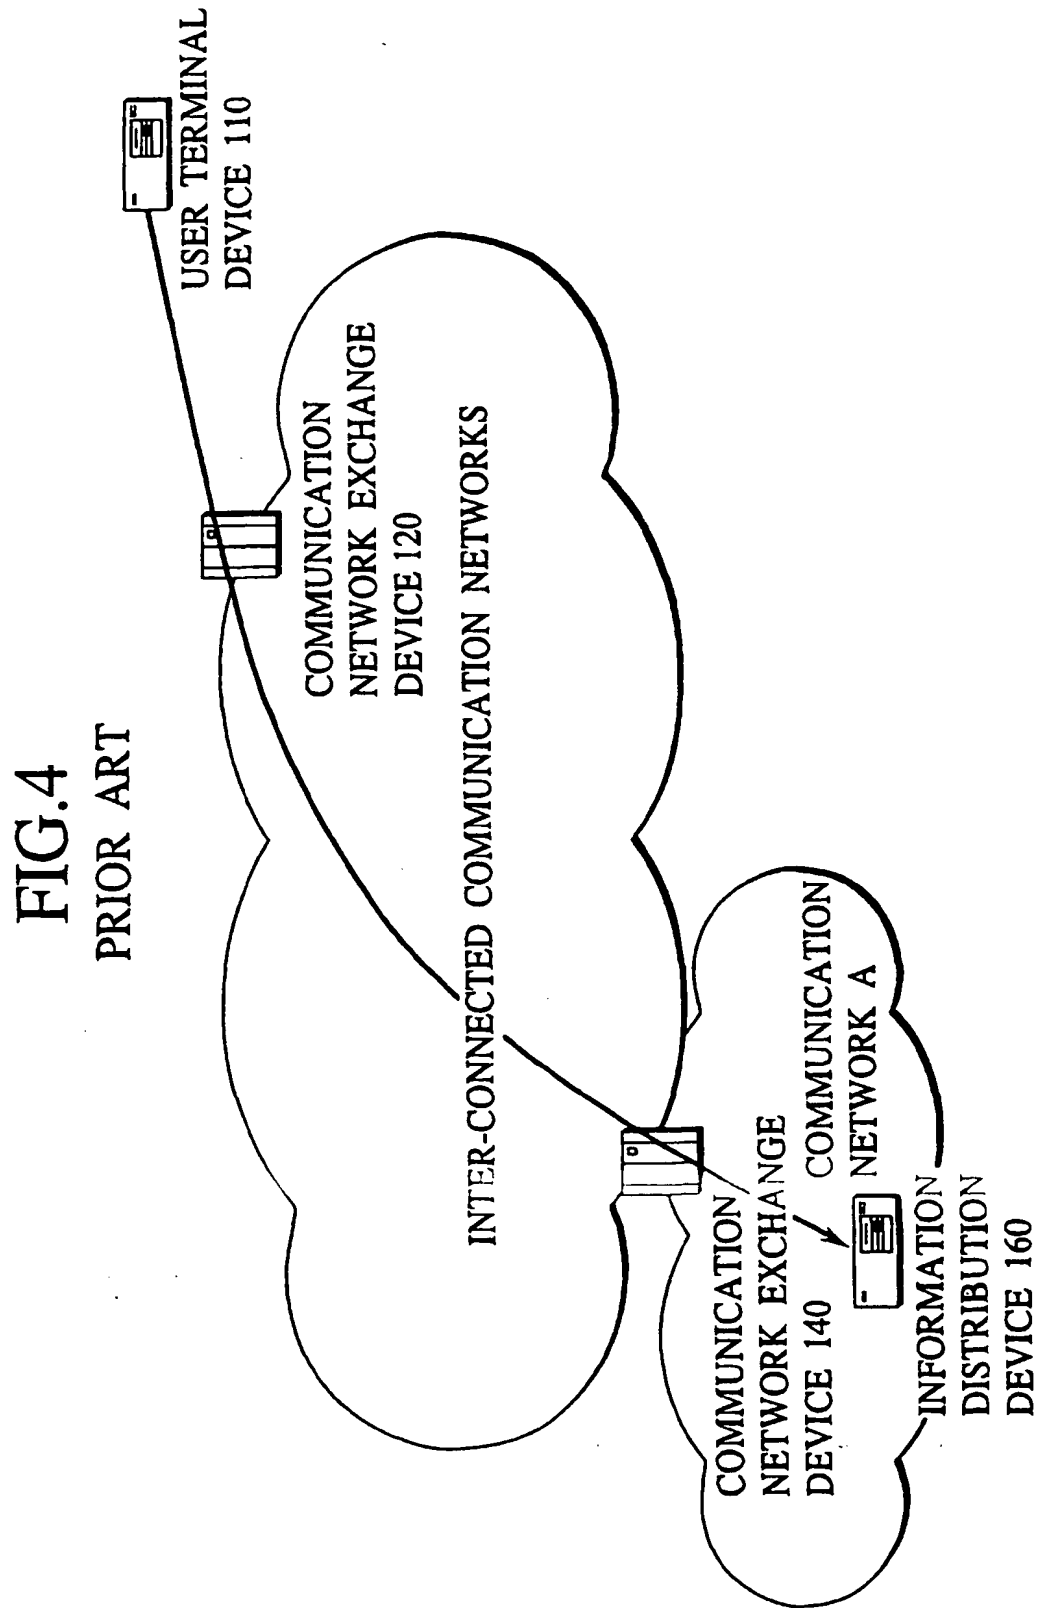 FIG.4
PRIOR ART
USER TERMINAL
DEVICE 110
COMMUNICATION
NETWORK EXCHANGE
DEVICE 120
INTER-CONNECTED COMMUNICATION NETWORKS
COMMUNICATION
NETWORK EXCHANGE
DEVICE 140
COMMUNICATION
NETWORK A
INFORMATION
DISTRIBUTION
DEVICE 160